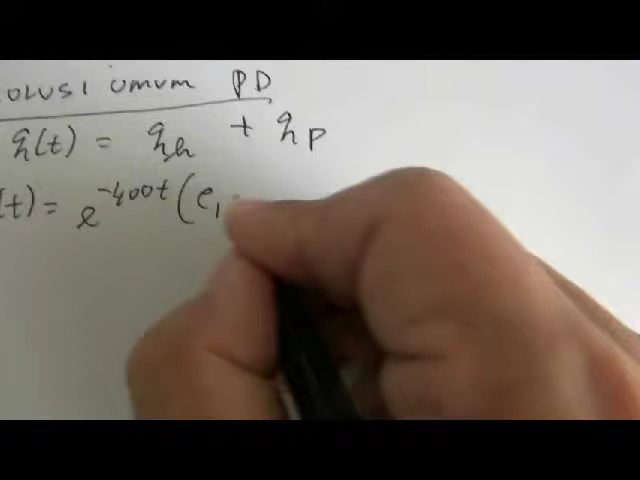 OLUSI UMUM PD
q(t) = qh + qp
(t) = e^-400t (c1